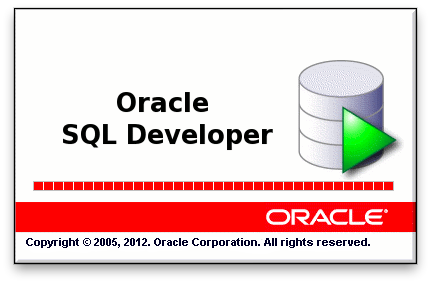 Oracle
SQL Developer
ORACLE®
Copyright © 2005, 2012. Oracle Corporation. All rights reserved.